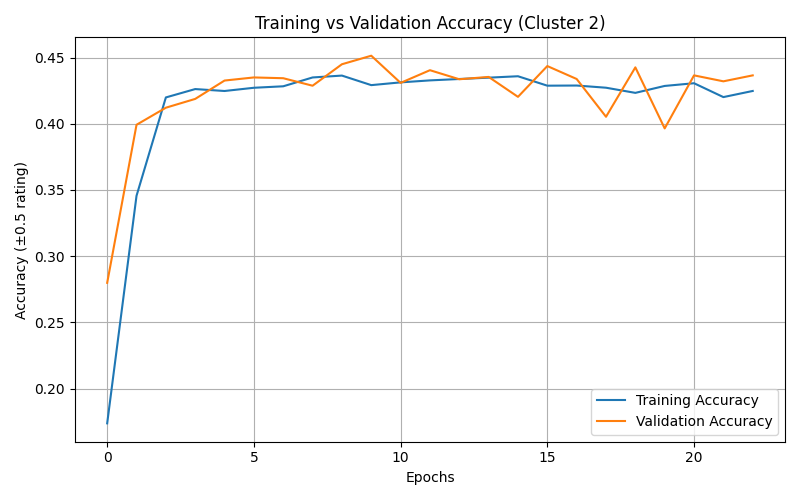 Training vs Validation Accuracy (Cluster 2)
0.45
0.40
0.35
0.30
0.25
0.20
Accuracy (±0.5 rating)
Training Accuracy
Validation Accuracy
0 5 10 15 20
Epochs